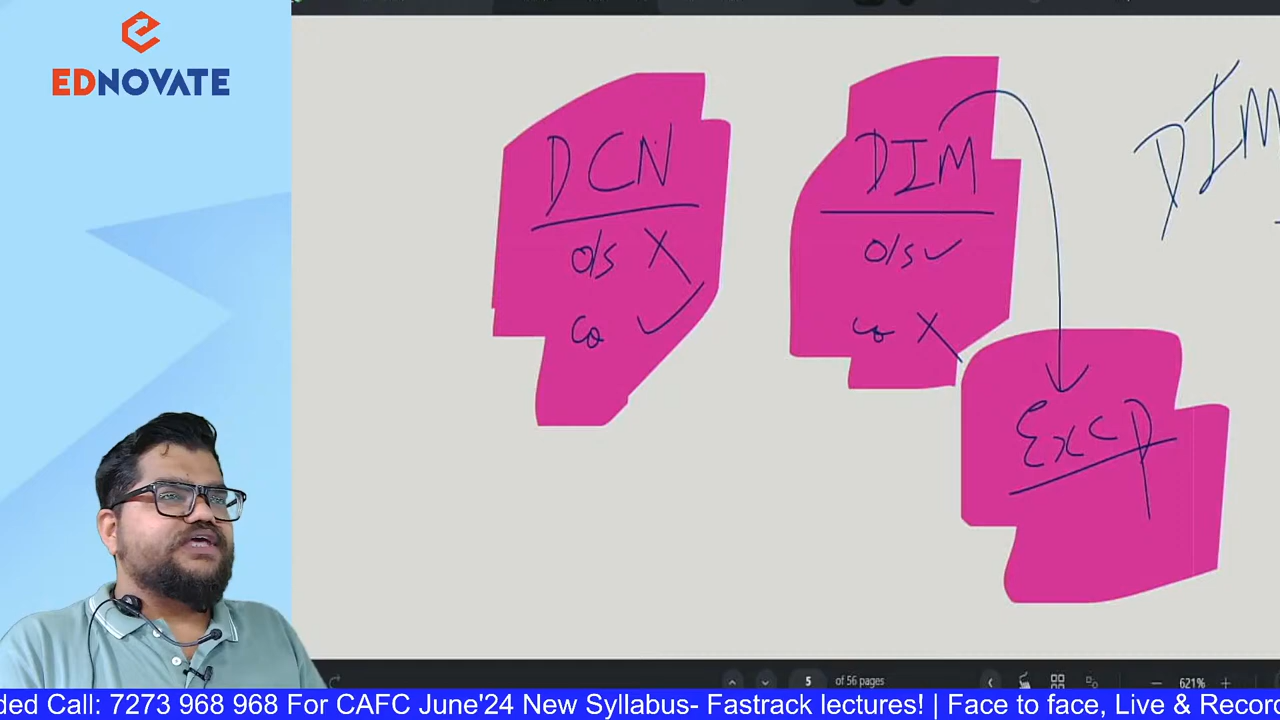 EDNOVATE
DCN
o/s X
Co ✓
DIM
o/s ✓
Co X
Excp
DIM
5 of 56 pages
621%
ded Call: 7273 968 968 For CAFC June'24 New Syllabus- Fastrack lectures! | Face to face, Live & Record